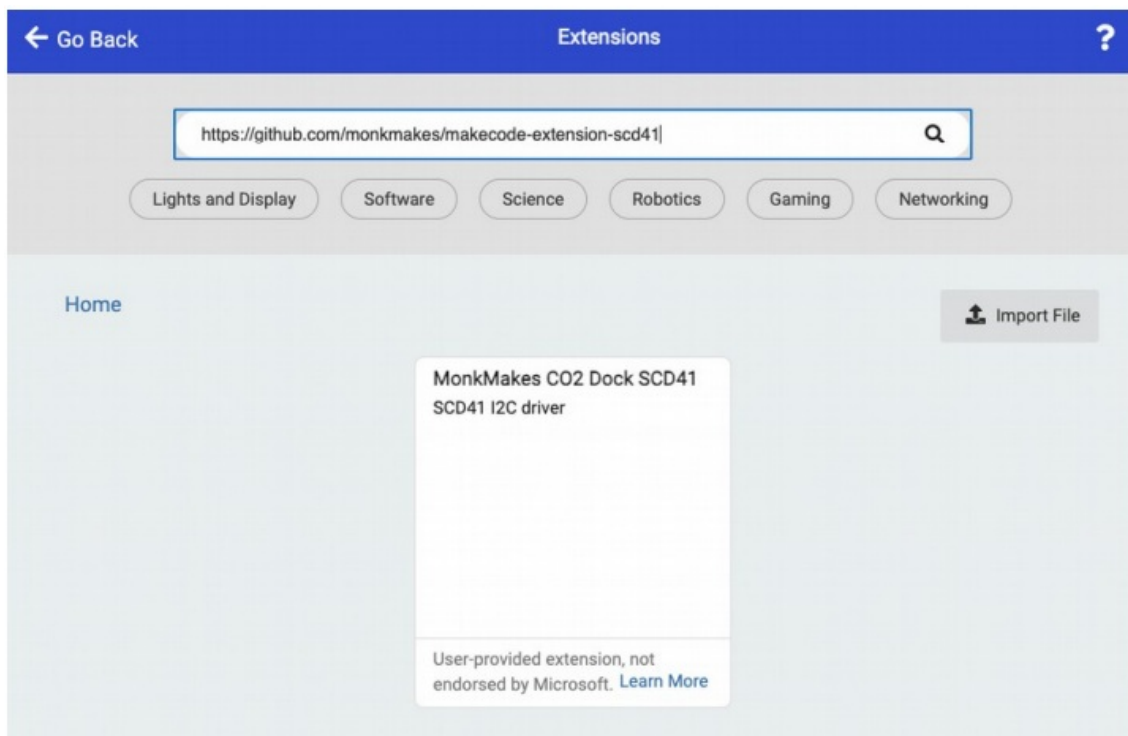 Go Back
Extensions
?
https://github.com/monkmakes/makecode-extension-scd41
Lights and Display
Software
Science
Robotics
Gaming
Networking
Home
Import File
MonkMakes CO2 Dock SCD41
SCD41 I2C driver
User-provided extension, not
endorsed by Microsoft. Learn More